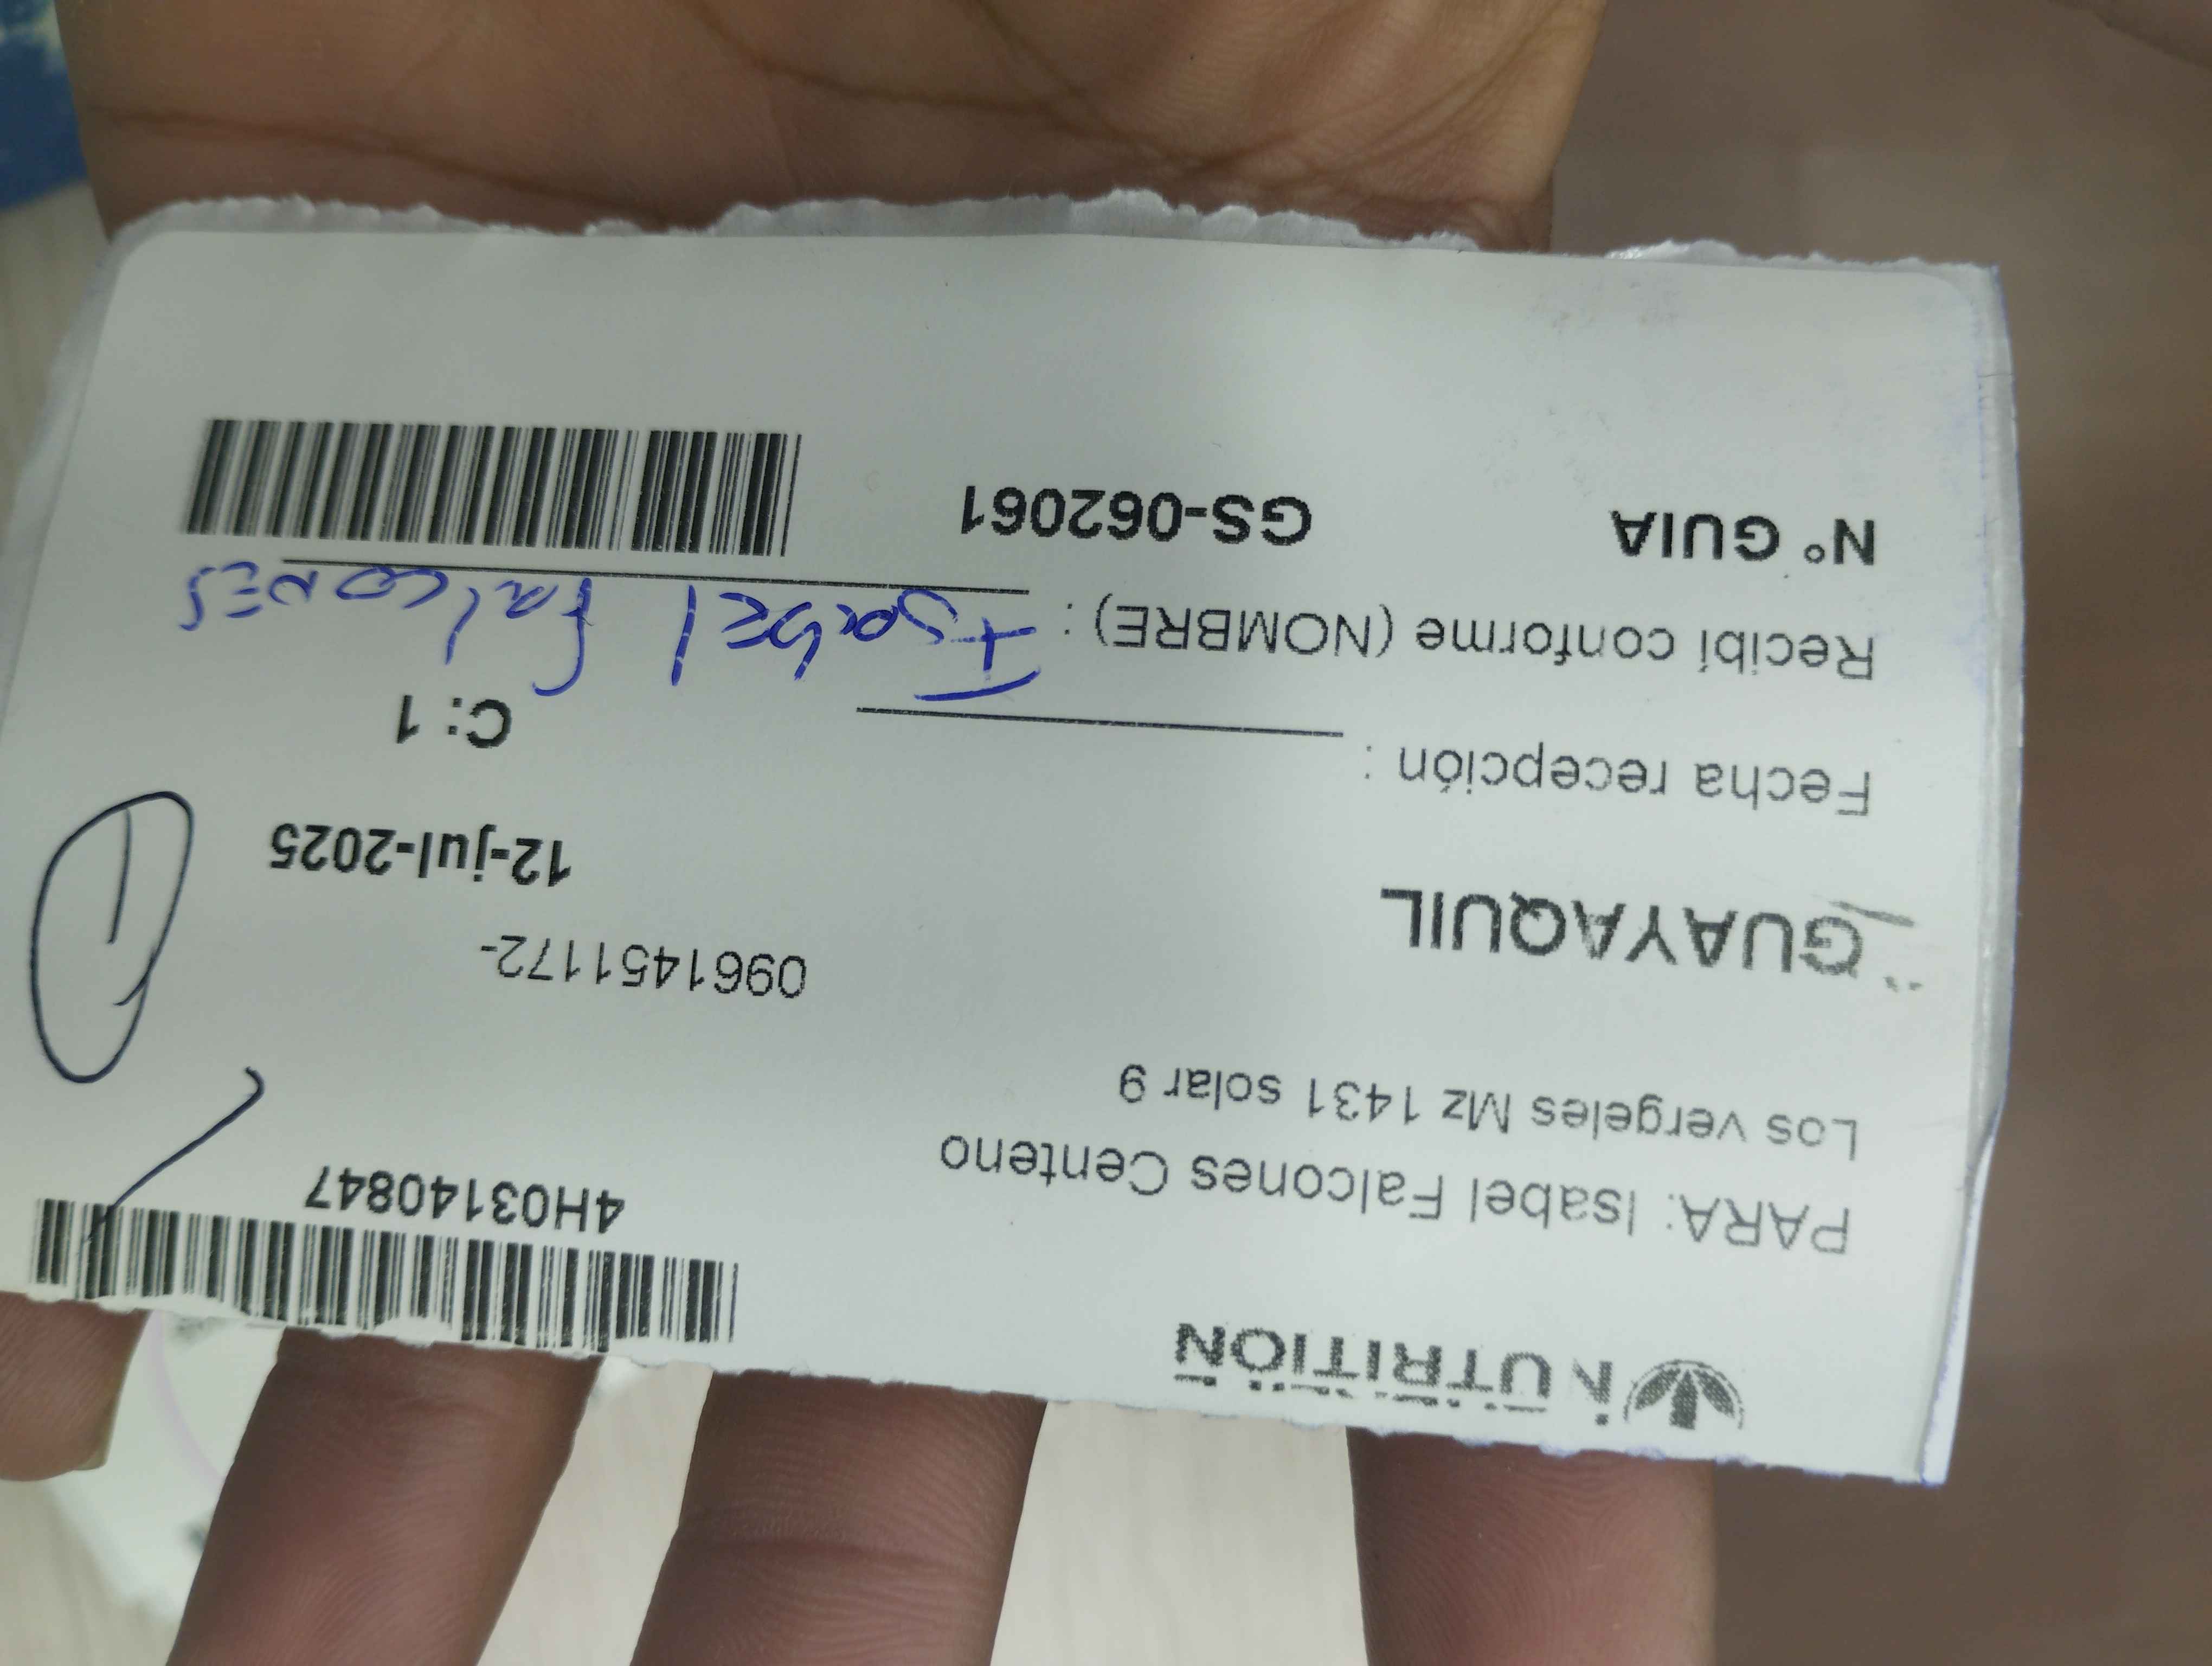 NUTRITION
4H03140847
PARA: Isabel Falcones Centeno
Los vergeles Mz 1431 solar 9
0961451172-
GUAYAQUIL
12-jul-2025
Fecha recepción :
C: 1
Recibí conforme (NOMBRE) : Isabel Falcones
N° GUIA GS-062061